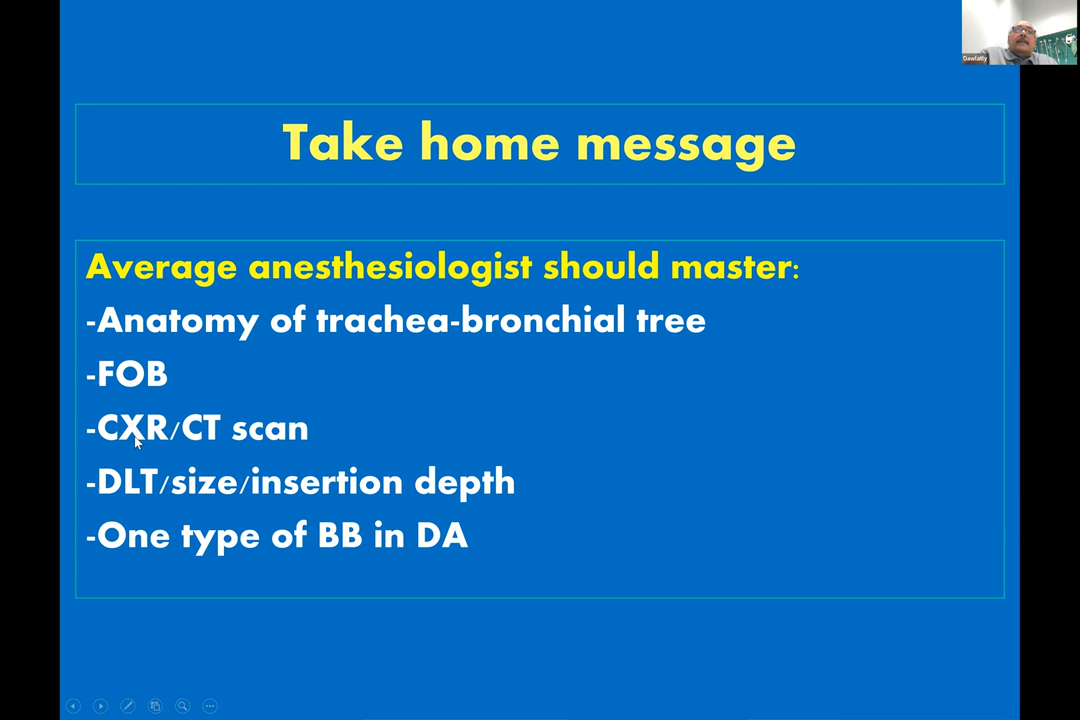 Dawlatly
Take home message
Average anesthesiologist should master:
-Anatomy of trachea-bronchial tree
-FOB
-CXR/CT scan
-DLT/size/insertion depth
-One type of BB in DA